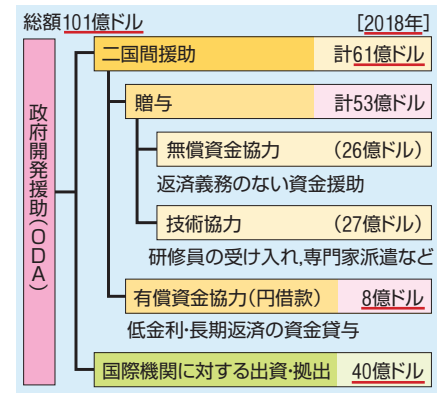 総額101億ドル [2018年]
二国間援助 計61億ドル
贈与 計53億ドル
無償資金協力 (26億ドル)
返済義務のない資金援助
技術協力 (27億ドル)
研修員の受け入れ,専門家派遣など
政府開発援助(ODA)
有償資金協力(円借款) 8億ドル
低金利・長期返済の資金貸与
国際機関に対する出資・拠出 40億ドル